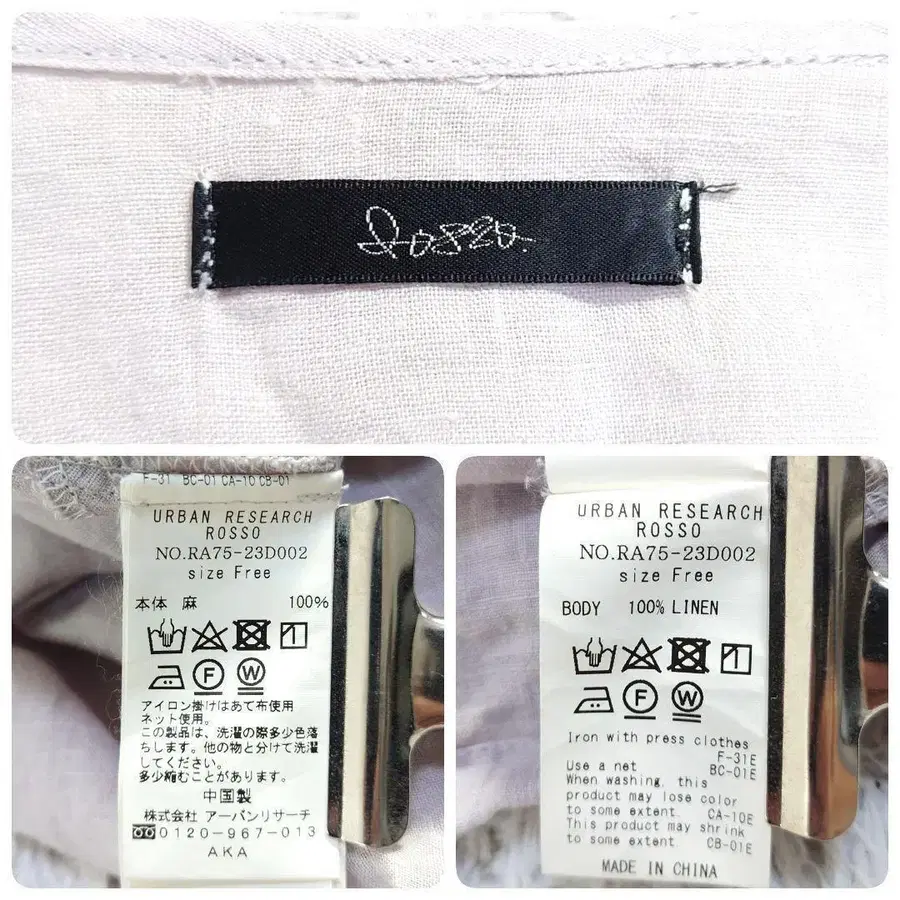 Rosso.
F-31 BC-01 CA-10 CB-01
URBAN RESEARCH
ROSSO
NO.RA75-23D002
size Free
本体 麻 100%
F W
アイロン掛けはあて布使用
ネット使用。
この製品は、洗濯の際多少色落
ちします。他の物と分けて洗濯
してください。
多少縮むことがあります。
中国製
株式会社 アーバンリサーチ
0120-967-013
AKA
URBAN RESEARCH
ROSSO
NO.RA75-23D002
size Free
BODY 100% LINEN
F W
Iron with press clothes
F-31E
Use a net BC-01E
When washing, this
product may lose color
to some extent. CA-10E
This product may shrink
to some extent CB-01E
MADE IN CHINA